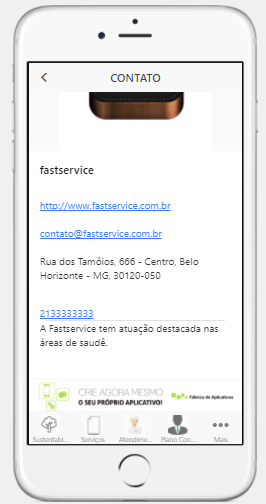 CONTATO
fastservice
http://www.fastservice.com.br
contato@fastservice.com.br
Rua dos Tamóios, 666 - Centro, Belo
Horizonte - MG, 30120-050
2133333333
A Fastservice tem atuação destacada nas
áreas de saudé.
CRIE AGORA MESMO
O SEU PRÓPRIO APLICATIVO!
Fábrica de Aplicativos
Sustentabi...
Serviços
Atendime...
Plano Con...
Mais